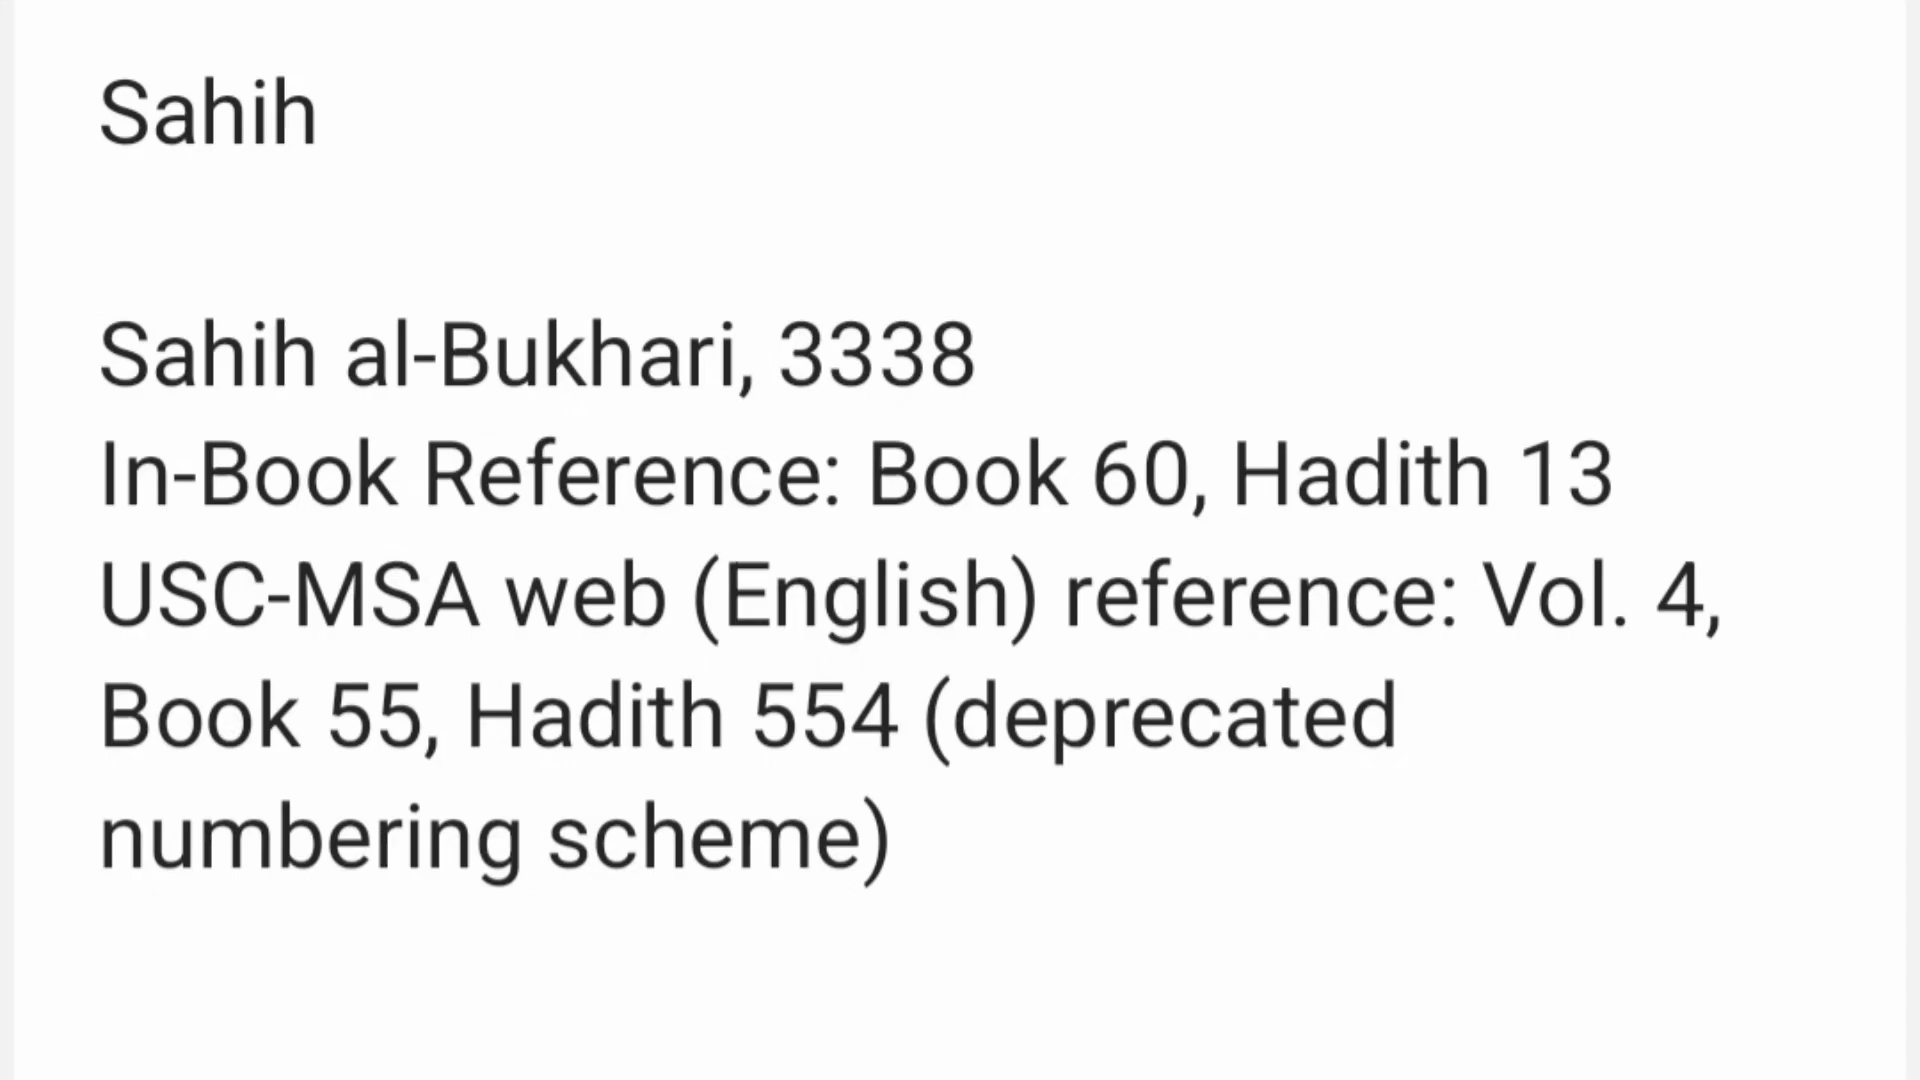 Sahih
Sahih al-Bukhari, 3338
In-Book Reference: Book 60, Hadith 13
USC-MSA web (English) reference: Vol. 4,
Book 55, Hadith 554 (deprecated
numbering scheme)